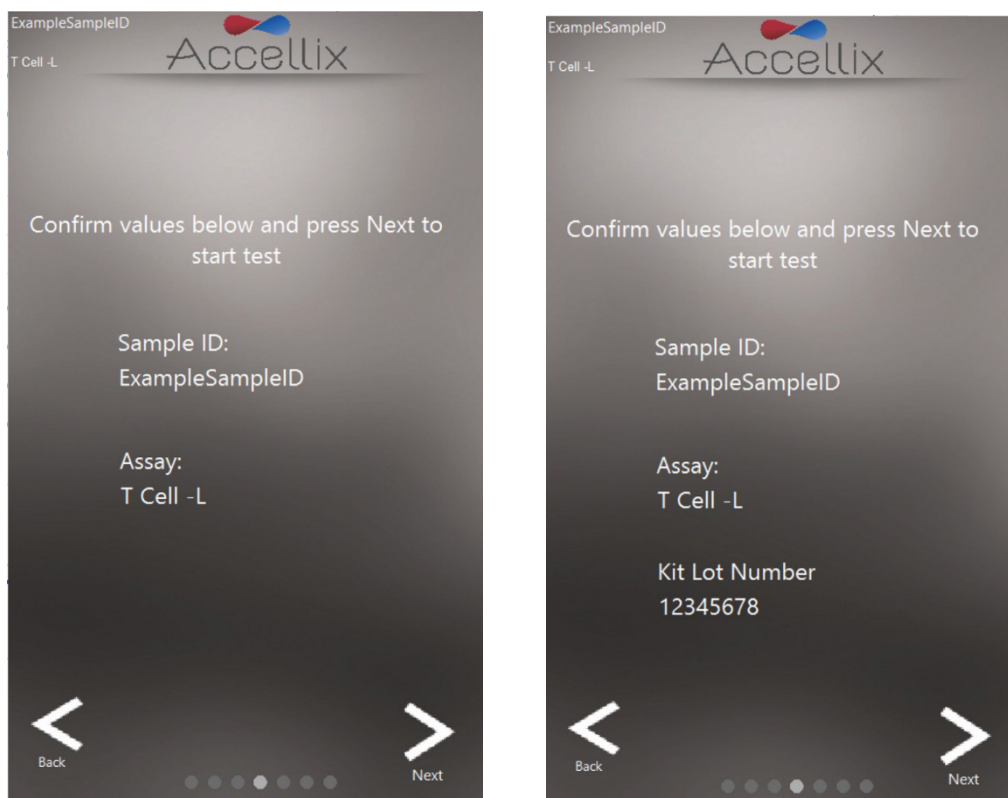 ExampleSampleID
Accellix
T Cell -L
Confirm values below and press Next to
start test
Sample ID:
ExampleSampleID
Assay:
T Cell -L
Back
Next
ExampleSampleID
Accellix
T Cell -L
Confirm values below and press Next to
start test
Sample ID:
ExampleSampleID
Assay:
T Cell -L
Kit Lot Number
12345678
Back
Next